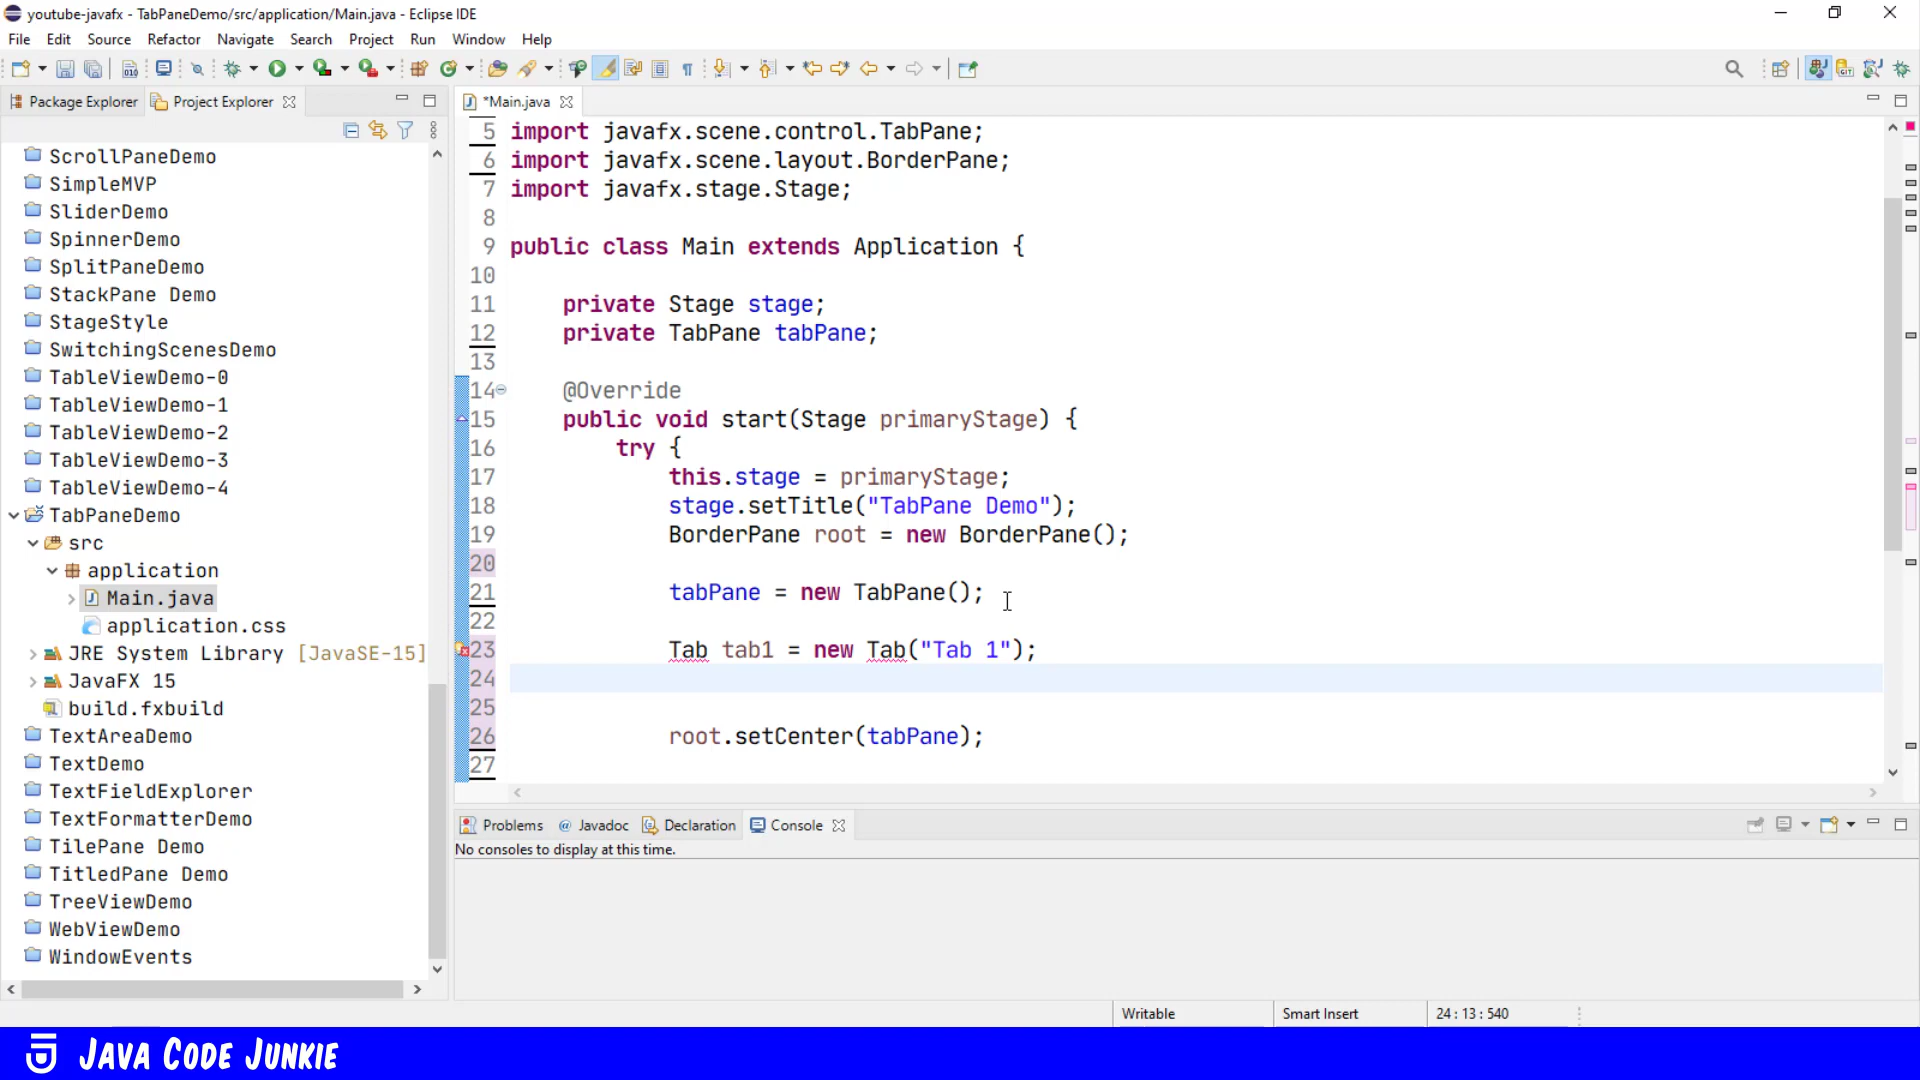 youtube-javafx - TabPaneDemo/src/application/Main.java - Eclipse IDE
File Edit Source Refactor Navigate Search Project Run Window Help
Package Explorer Project Explorer
*Main.java
ScrollPaneDemo
SimpleMVP
SliderDemo
SpinnerDemo
SplitPaneDemo
StackPane Demo
StageStyle
SwitchingScenesDemo
TableViewDemo-0
TableViewDemo-1
TableViewDemo-2
TableViewDemo-3
TableViewDemo-4
TabPaneDemo
src
application
Main.java
application.css
JRE System Library [JavaSE-15]
JavaFX 15
build.fxbuild
TextAreaDemo
TextDemo
TextFieldExplorer
TextFormatterDemo
TilePane Demo
TitledPane Demo
TreeViewDemo
WebViewDemo
WindowEvents
5 import javafx.scene.control.TabPane;
6 import javafx.scene.layout.BorderPane;
7 import javafx.stage.Stage;
8
9 public class Main extends Application {
10
11 private Stage stage;
12 private TabPane tabPane;
13
14 @Override
15 public void start(Stage primaryStage) {
16 try {
17 this.stage = primaryStage;
18 stage.setTitle("TabPane Demo");
19 BorderPane root = new BorderPane();
20
21 tabPane = new TabPane();
22
23 Tab tab1 = new Tab("Tab 1");
24
25
26 root.setCenter(tabPane);
27
Problems @ Javadoc Declaration Console
No consoles to display at this time.
Writable Smart Insert 24 : 13 : 540
JAVA CODE JUNKIE